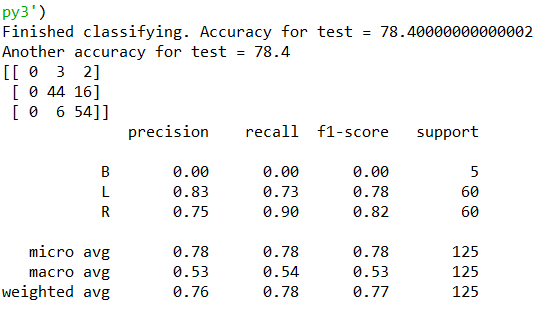 py3')
Finished classifying. Accuracy for test = 78.40000000000002
Another accuracy for test = 78.4
[[ 0  3  2]
 [ 0 44 16]
 [ 0  6 54]]
              precision    recall  f1-score   support

           B       0.00      0.00      0.00         5
           L       0.83      0.73      0.78        60
           R       0.75      0.90      0.82        60

   micro avg       0.78      0.78      0.78       125
   macro avg       0.53      0.54      0.53       125
weighted avg       0.76      0.78      0.77       125